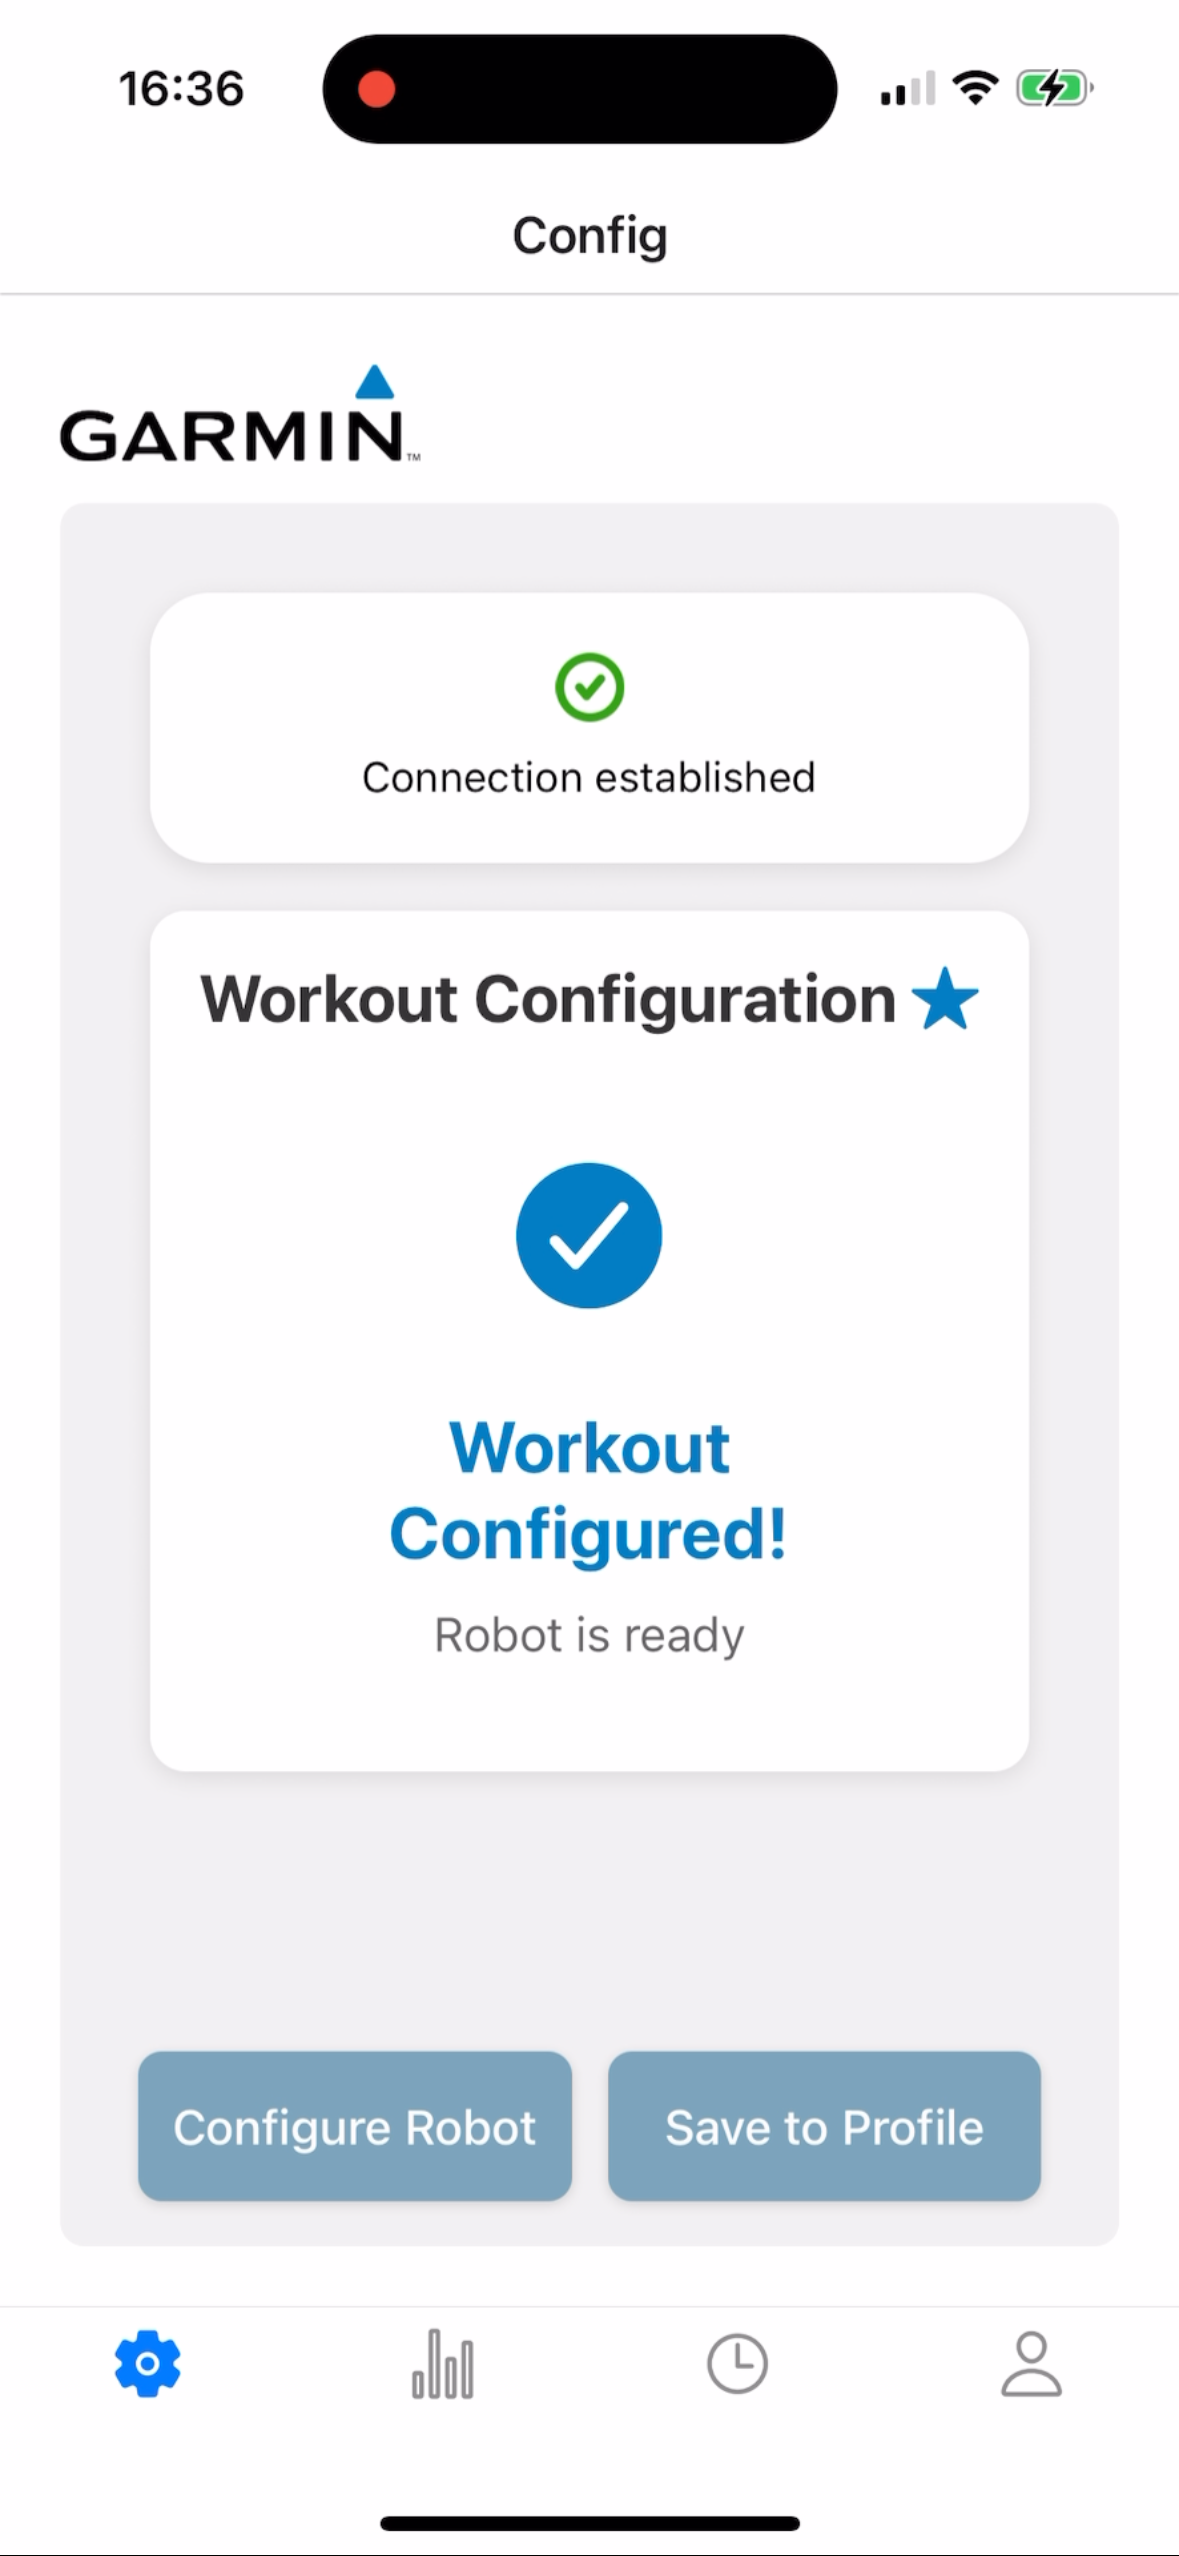 16:36
Config
GARMIN™
Connection established
Workout Configuration
Workout
Configured!
Robot is ready
Configure Robot
Save to Profile